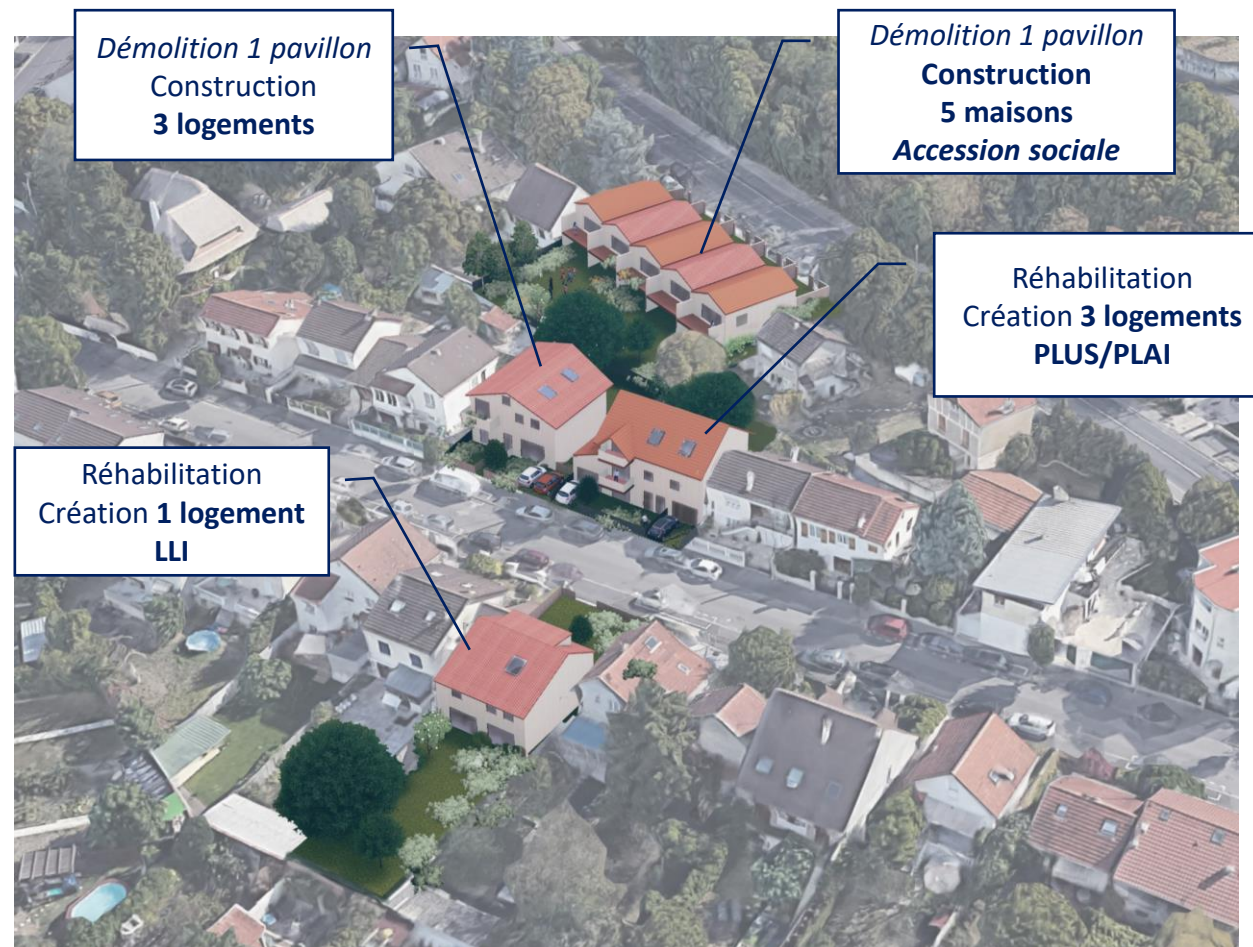 Démolition 1 pavillon
Construction
3 logements
Démolition 1 pavillon
Construction
5 maisons
Accession sociale
Réhabilitation
Création 3 logements
PLUS/PLAI
Réhabilitation
Création 1 logement
LLI